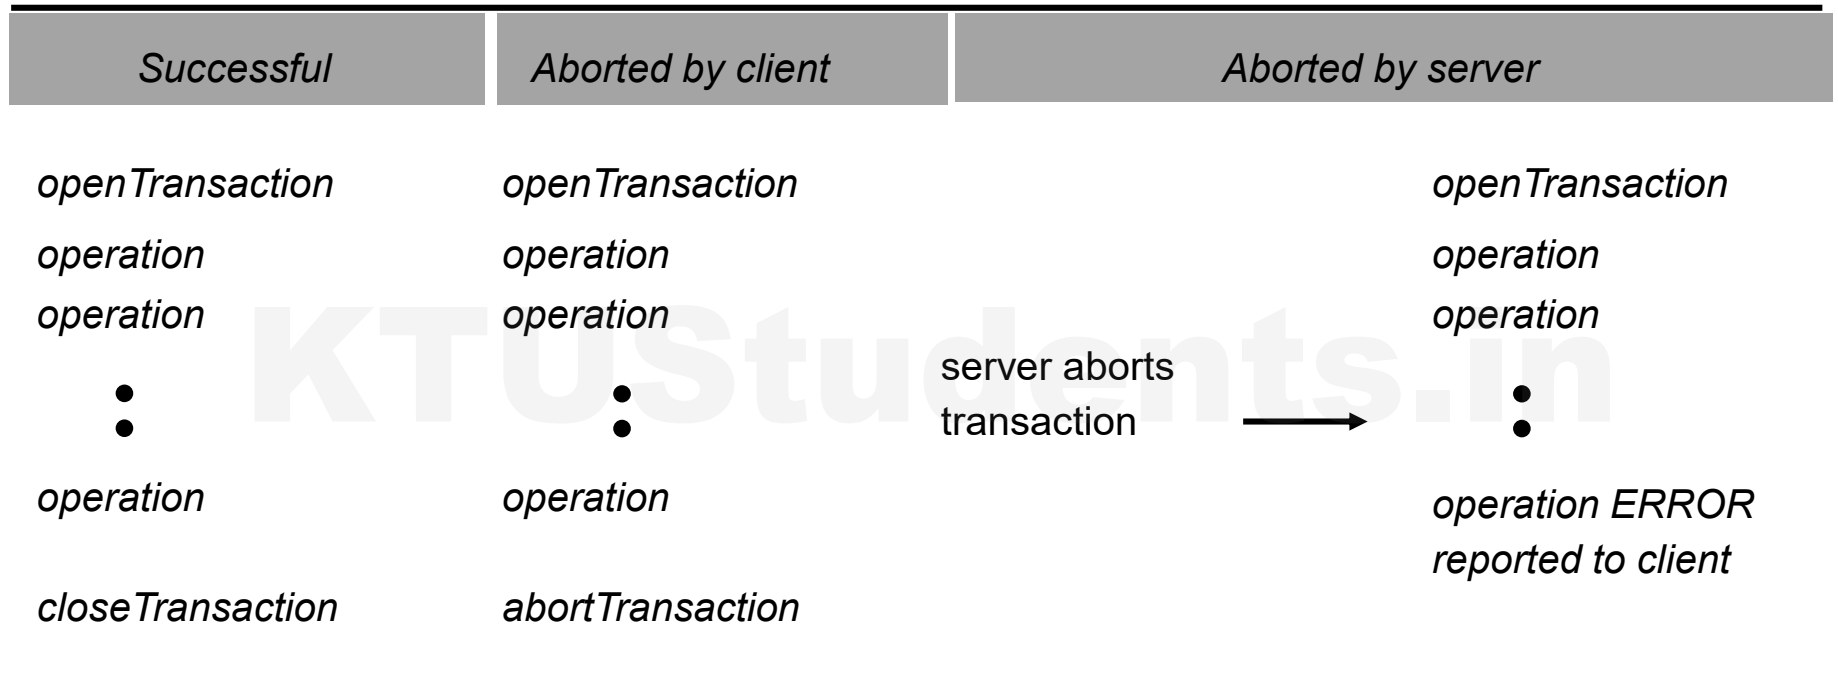 Successful Aborted by client Aborted by server
openTransaction openTransaction openTransaction
operation operation operation
operation operation operation
KTUStudents.in
server aborts
transaction
operation operation operation ERROR
reported to client
closeTransaction abortTransaction